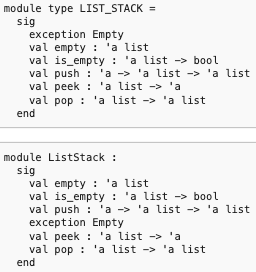 module type LIST_STACK =
  sig
    exception Empty
    val empty : 'a list
    val is_empty : 'a list -> bool
    val push : 'a -> 'a list -> 'a list
    val peek : 'a list -> 'a
    val pop : 'a list -> 'a list
  end
module ListStack :
  sig
    val empty : 'a list
    val is_empty : 'a list -> bool
    val push : 'a -> 'a list -> 'a list
    exception Empty
    val peek : 'a list -> 'a
    val pop : 'a list -> 'a list
  end